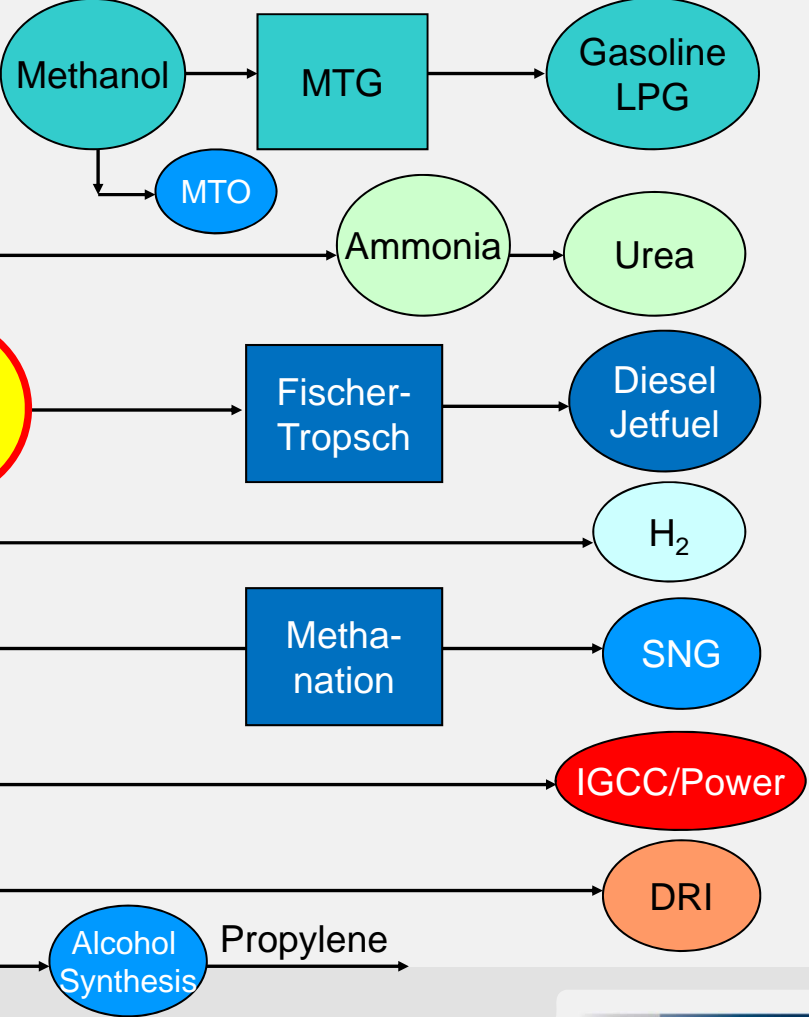 Methanol
MTG
Gasoline
LPG
MTO
Ammonia
Urea
Fischer-
Tropsch
Diesel
Jetfuel
H₂
Metha-
nation
SNG
IGCC/Power
DRI
Alcohol
Synthesis
Propylene